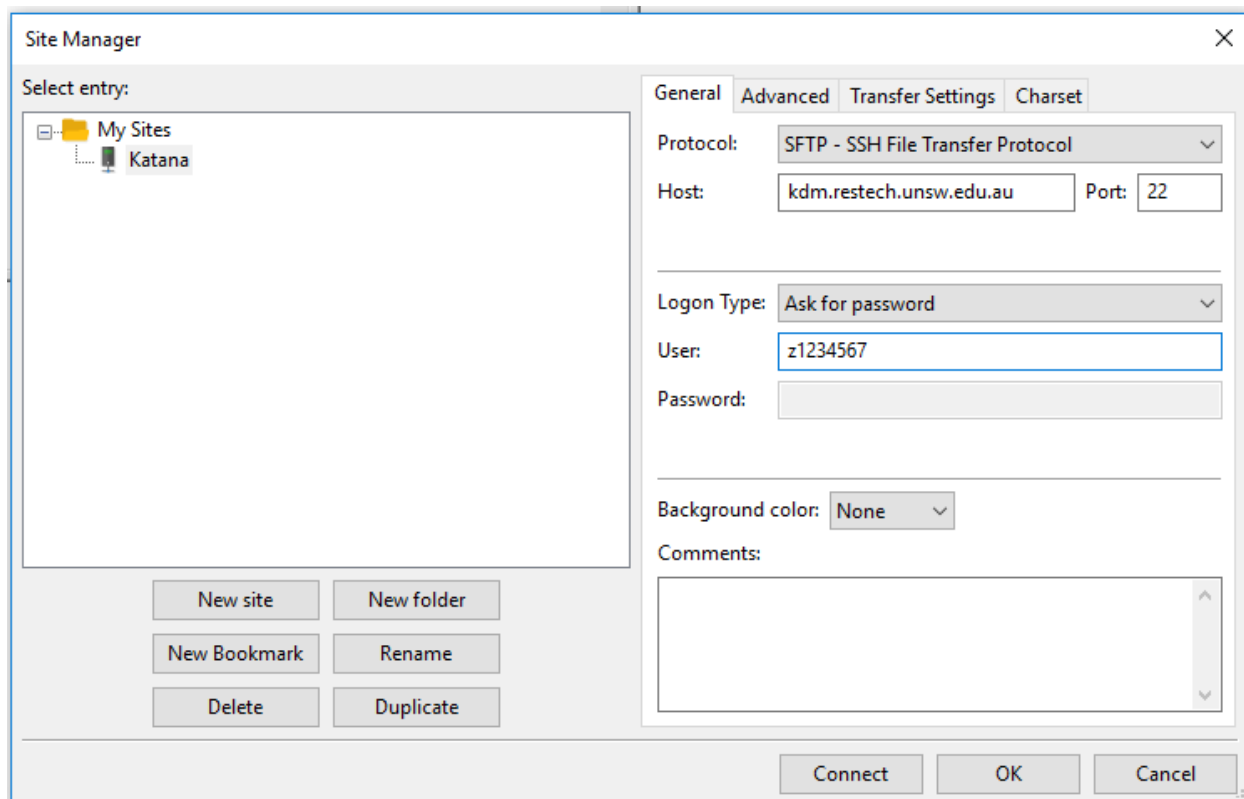 Site Manager
Select entry:
My Sites
Katana
New site New folder
New Bookmark Rename
Delete Duplicate
General Advanced Transfer Settings Charset
Protocol: SFTP - SSH File Transfer Protocol
Host: kdm.restech.unsw.edu.au Port: 22
Logon Type: Ask for password
User: z1234567
Password:
Background color: None
Comments:
Connect OK Cancel